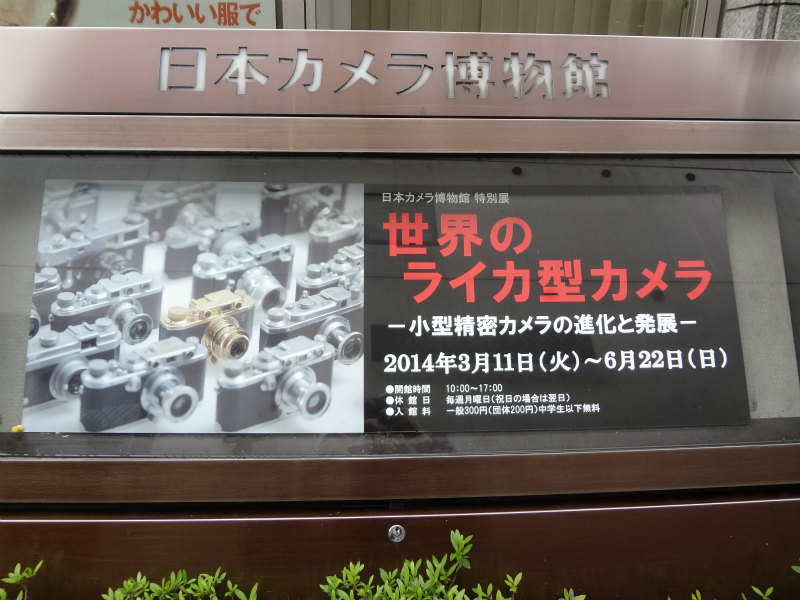 かわいい服で
日本カメラ博物館
日本カメラ博物館 特別展
世界の
ライカ型カメラ
－小型精密カメラの進化と発展－
2014年3月11日（火）～6月22日（日）
●開館時間 10:00～17:00
●休館日 毎週月曜日（祝日の場合は翌日）
●入館料 一般300円（団体200円）中学生以下無料